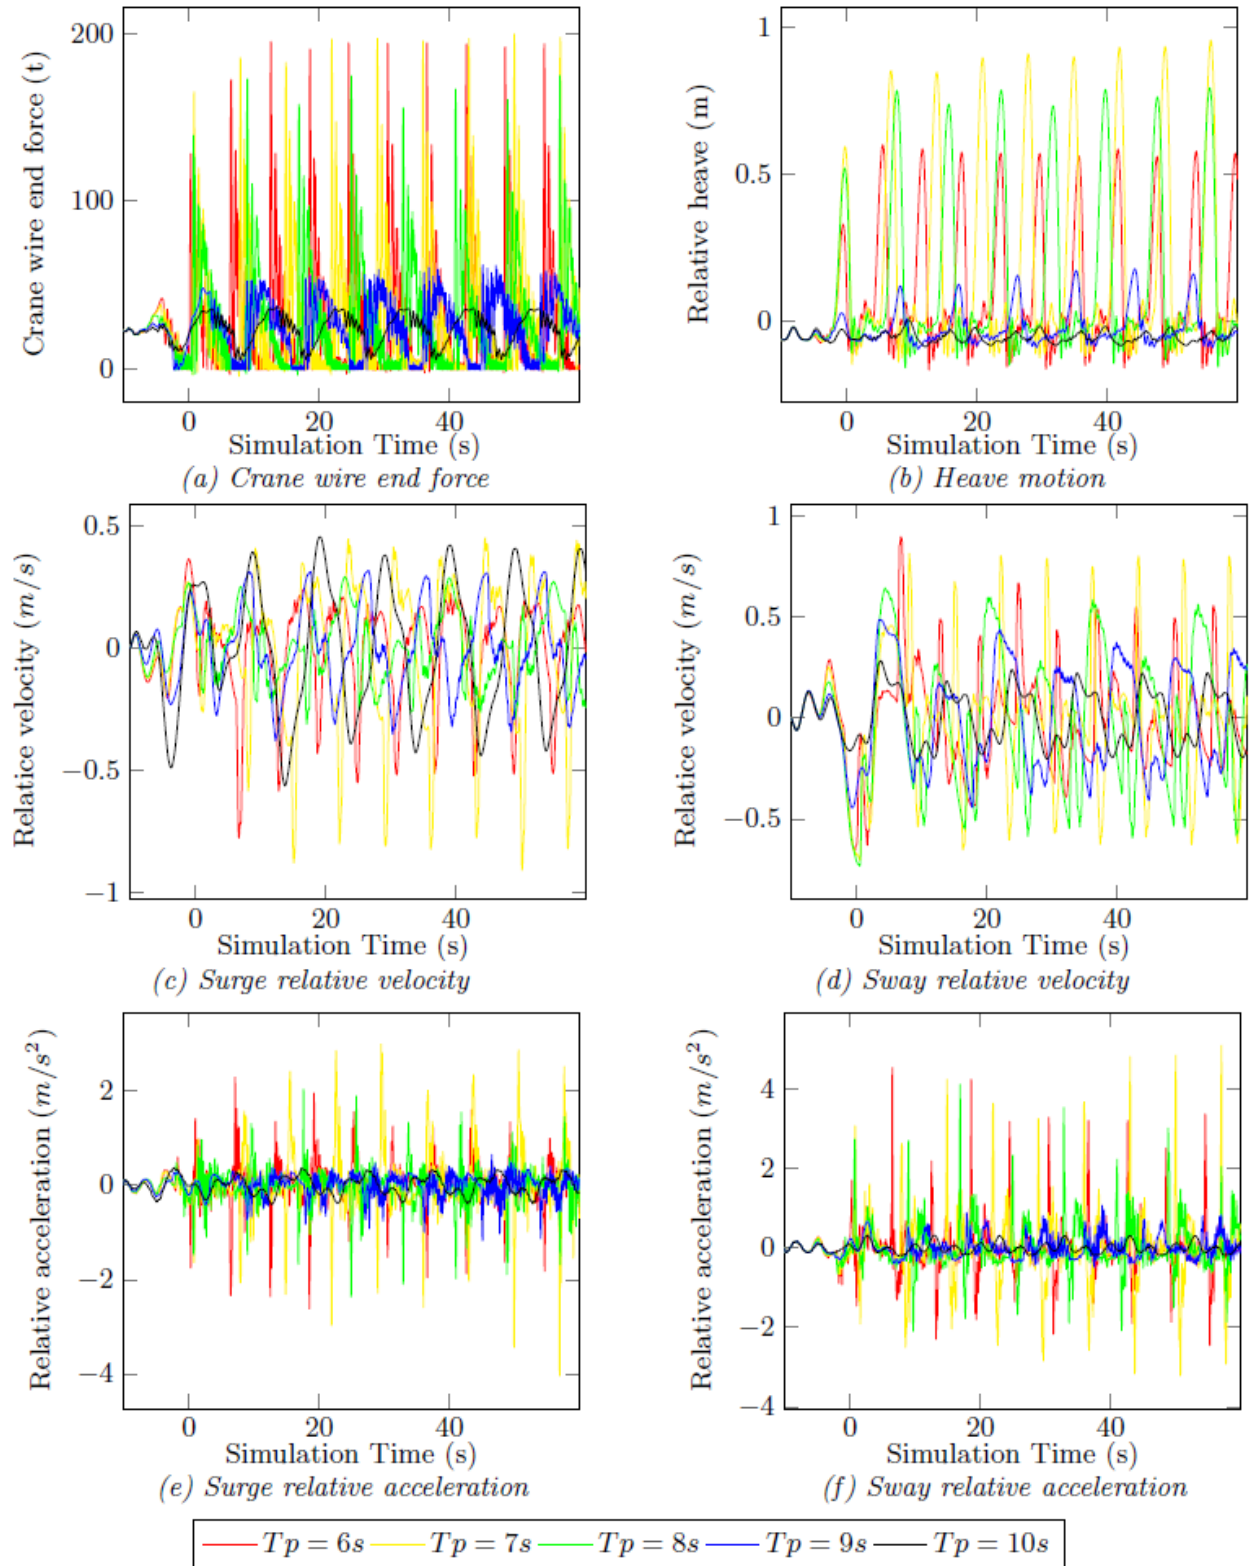 Crane wire end force (t)
200
100
0
0 20 40
Simulation Time (s)
(a) Crane wire end force
Relative heave (m)
1
0.5
0
0 20 40
Simulation Time (s)
(b) Heave motion
Relatice velocity (m/s)
0.5
0
−0.5
−1
0 20 40
Simulation Time (s)
(c) Surge relative velocity
Relatice velocity (m/s)
1
0.5
0
−0.5
0 20 40
Simulation Time (s)
(d) Sway relative velocity
Relative acceleration (m/s²)
2
0
−2
−4
0 20 40
Simulation Time (s)
(e) Surge relative acceleration
Relative acceleration (m/s²)
4
2
0
−2
−4
0 20 40
Simulation Time (s)
(f) Sway relative acceleration
Tp = 6s Tp = 7s Tp = 8s Tp = 9s Tp = 10s